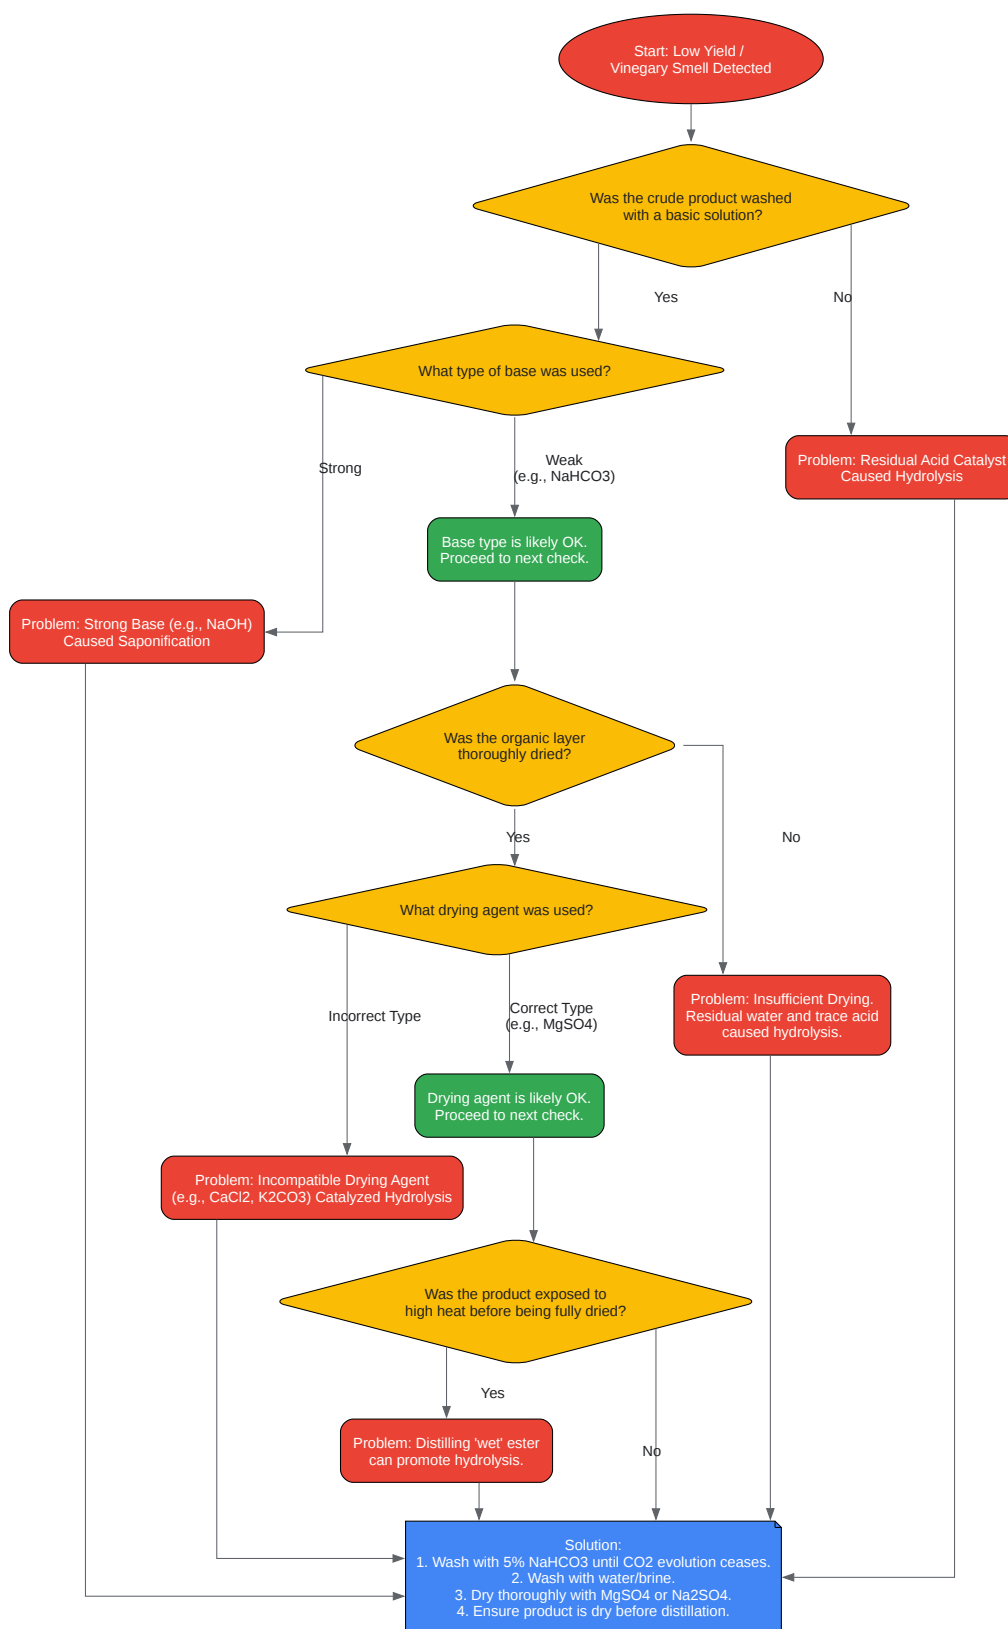 Start: Low Yield /
Vinegary Smell Detected
Was the crude product washed
with a basic solution?
Yes
No
What type of base was used?
Strong
Weak
(e.g., NaHCO3)
Problem: Residual Acid Catalyst
Caused Hydrolysis
Base type is likely OK.
Proceed to next check.
Problem: Strong Base (e.g., NaOH)
Caused Saponification
Was the organic layer
thoroughly dried?
Yes
No
What drying agent was used?
Incorrect Type
Correct Type
(e.g., MgSO4)
Problem: Insufficient Drying.
Residual water and trace acid
caused hydrolysis.
Drying agent is likely OK.
Proceed to next check.
Problem: Incompatible Drying Agent
(e.g., CaCl2, K2CO3) Catalyzed Hydrolysis
Was the product exposed to
high heat before being fully dried?
Yes
No
Problem: Distilling 'wet' ester
can promote hydrolysis.
Solution:
1. Wash with 5% NaHCO3 until CO2 evolution ceases.
2. Wash with water/brine.
3. Dry thoroughly with MgSO4 or Na2SO4.
4. Ensure product is dry before distillation.